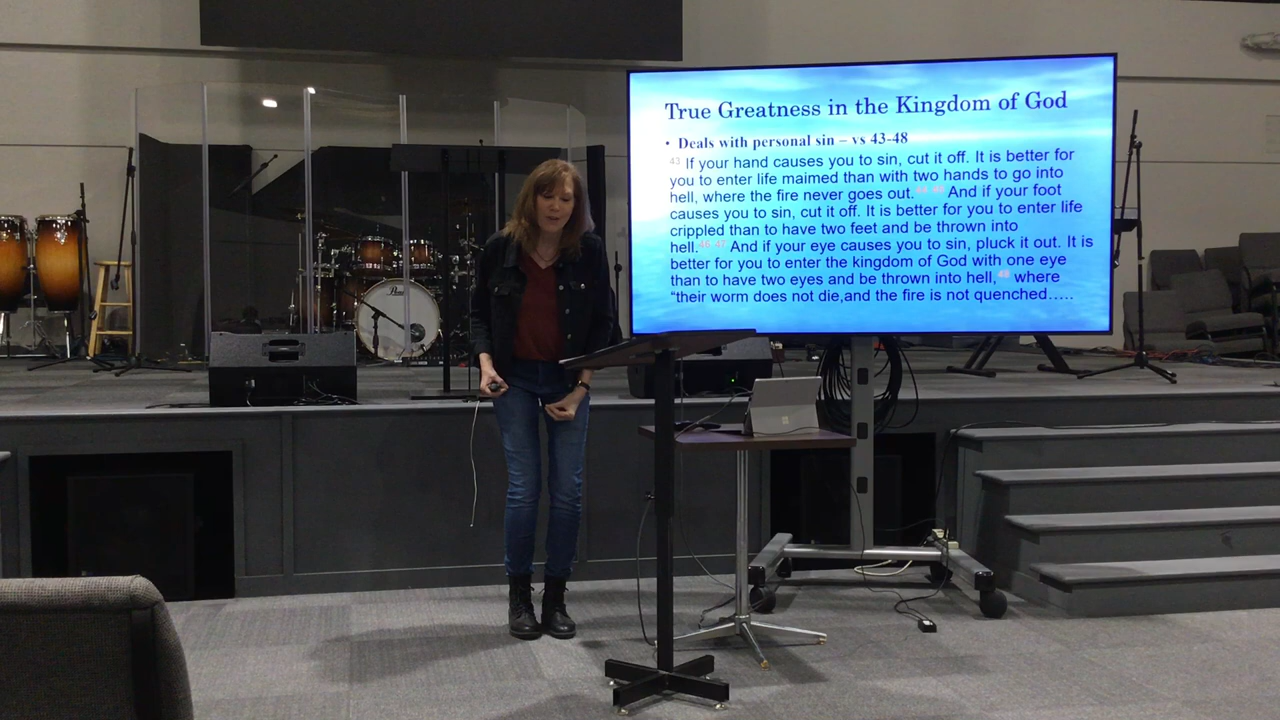 True Greatness in the Kingdom of God
• Deals with personal sin – vs 43-48
43 If your hand causes you to sin, cut it off. It is better for
you to enter life maimed than with two hands to go into
hell, where the fire never goes out. And if your foot
causes you to sin, cut it off. It is better for you to enter life
crippled than to have two feet and be thrown into
hell. And if your eye causes you to sin, pluck it out. It is
better for you to enter the kingdom of God with one eye
than to have two eyes and be thrown into hell, 48 where
“their worm does not die,and the fire is not quenched…..
Pearl